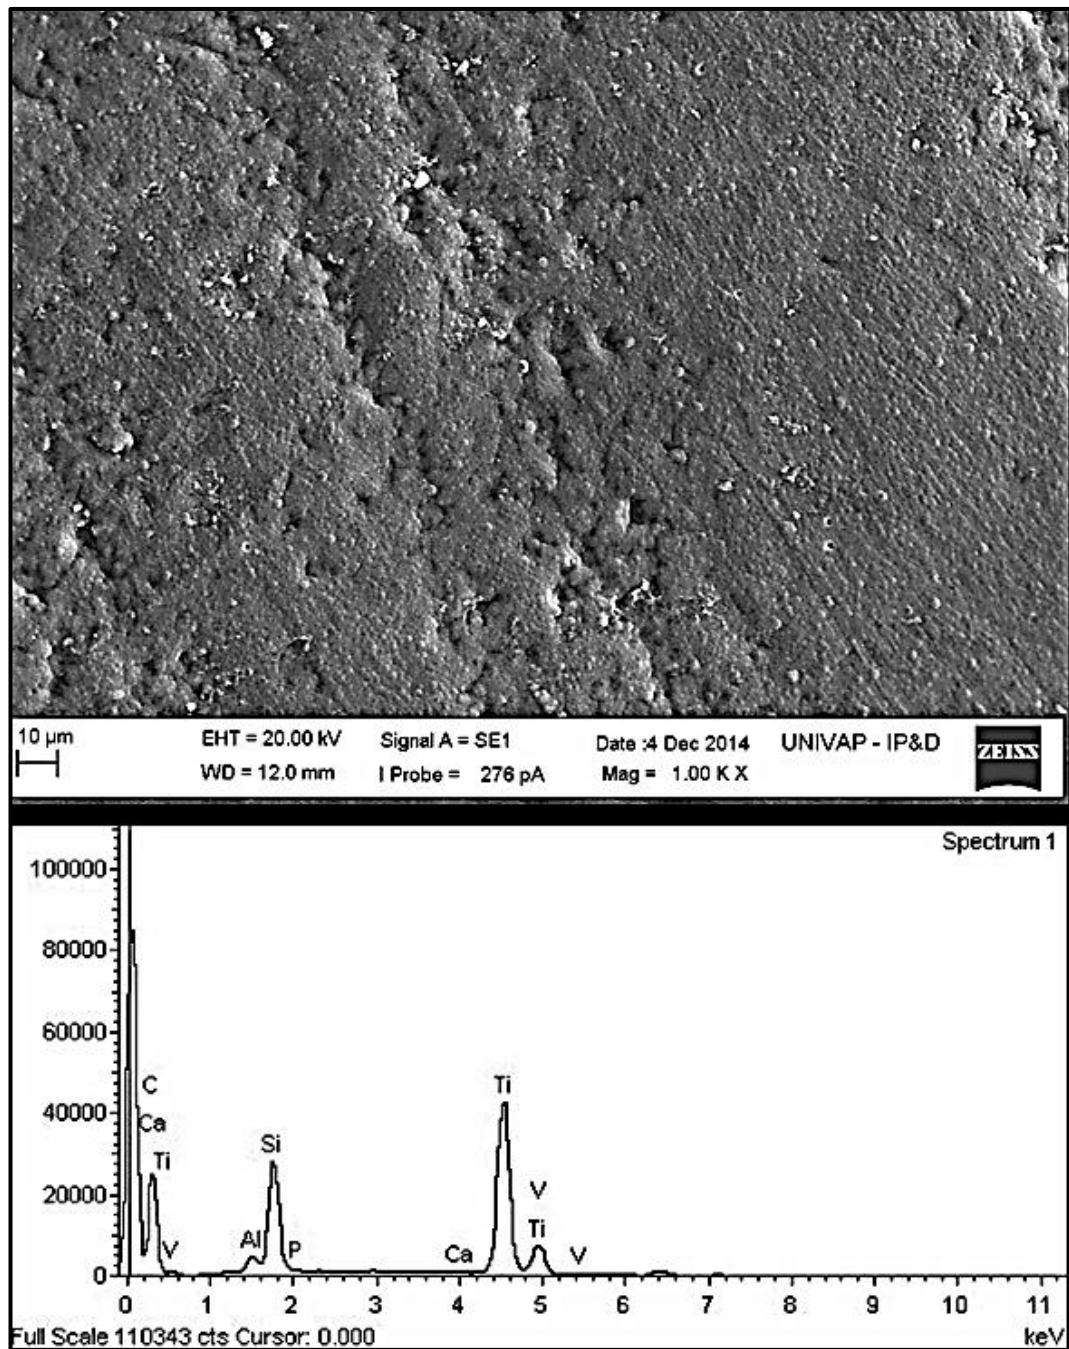 10 µm EHT = 20.00 kV Signal A = SE1 Date :4 Dec 2014 UNIVAP - IP&D ZEISS
WD = 12.0 mm I Probe = 276 pA Mag = 1.00 K X
Spectrum 1
100000
80000
60000
C
40000 Ca Ti
Ti Si
20000 V
V Al P Ca Ti V
0
0 1 2 3 4 5 6 7 8 9 10 11
Full Scale 110343 cts Cursor: 0.000 keV